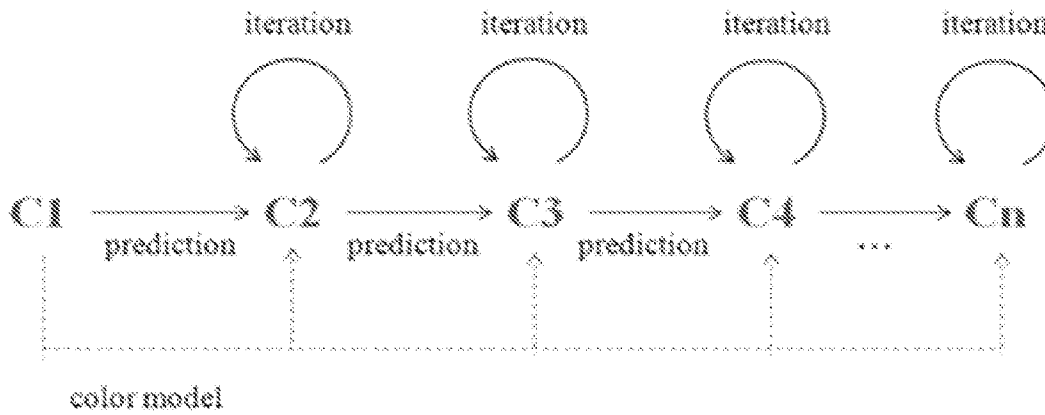 iteration iteration iteration iteration
C1 C2 C3 C4 Cn
prediction prediction prediction ...
color model